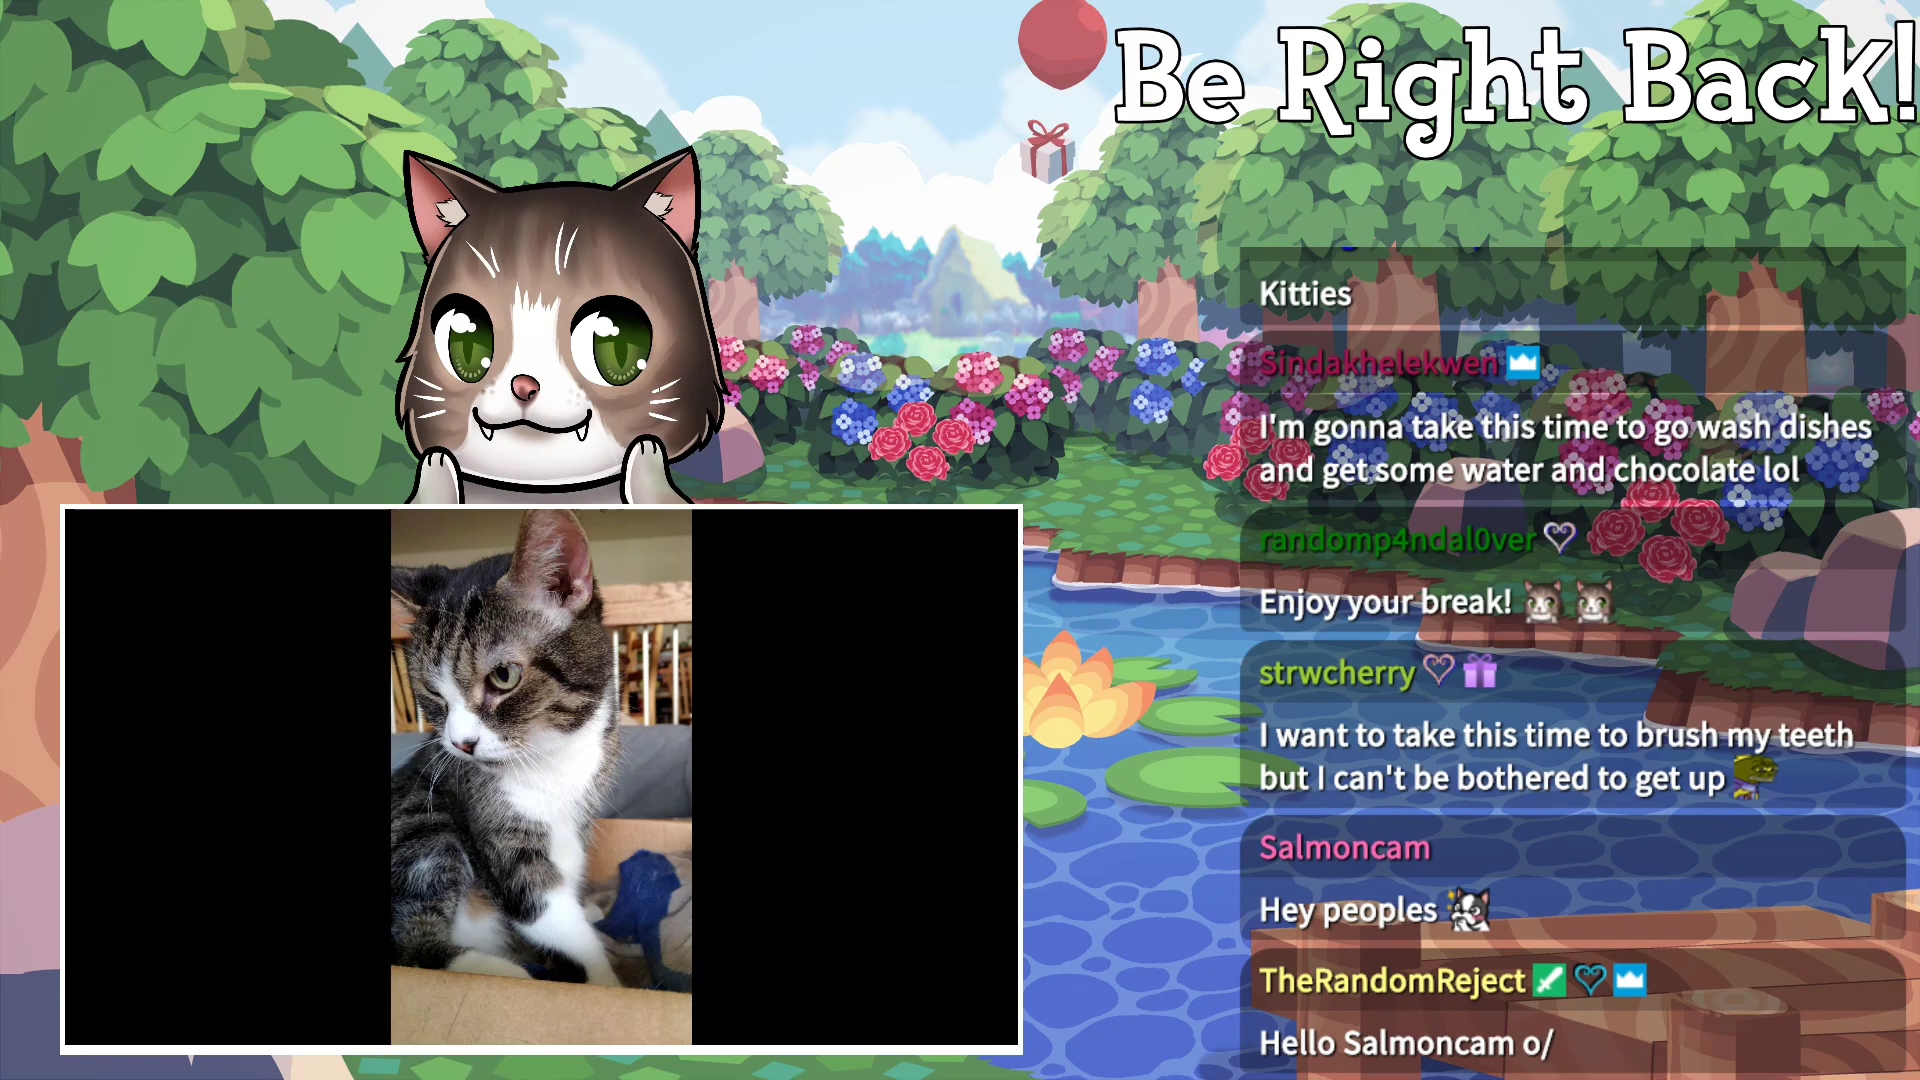 Be Right Back!
Kitties
Sindakhelekwen
I'm gonna take this time to go wash dishes
and get some water and chocolate lol
randomp4ndal0ver
Enjoy your break!
strwcherry
I want to take this time to brush my teeth
but I can't be bothered to get up
Salmoncam
Hey peoples
TheRandomReject
Hello Salmoncam o/